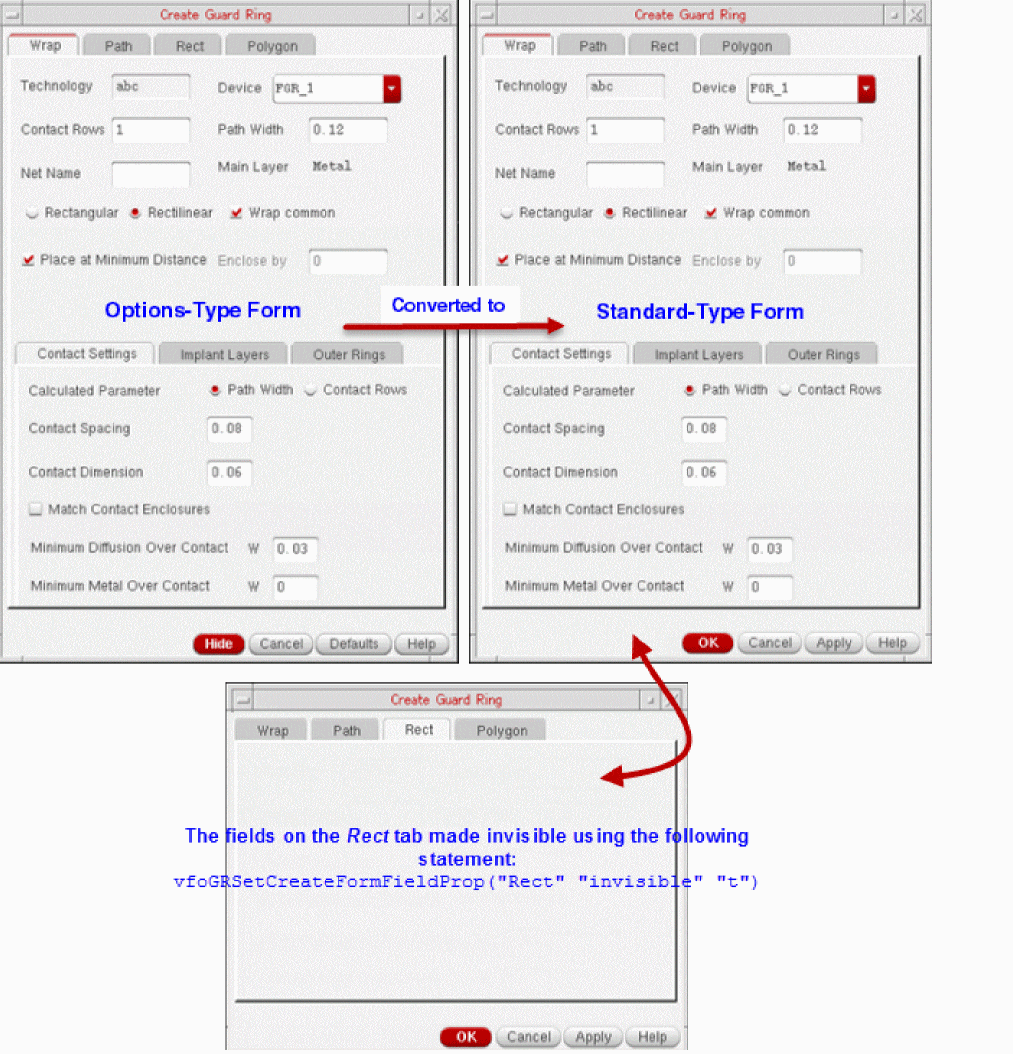 Create Guard Ring
Wrap Path Rect Polygon
Technology abc Device FGR_1
Contact Rows 1 Path Width 0.12
Net Name Main Layer Metal
Rectangular Rectilinear Wrap common
Place at Minimum Distance Enclose by 0
Options-Type Form
Contact Settings Implant Layers Outer Rings
Calculated Parameter Path Width Contact Rows
Contact Spacing 0.08
Contact Dimension 0.06
Match Contact Enclosures
Minimum Diffusion Over Contact W 0.03
Minimum Metal Over Contact W 0
Hide Cancel Defaults Help
Converted to
Create Guard Ring
Wrap Path Rect Polygon
Technology abc Device FGR_1
Contact Rows 1 Path Width 0.12
Net Name Main Layer Metal
Rectangular Rectilinear Wrap common
Place at Minimum Distance Enclose by 0
Standard-Type Form
Contact Settings Implant Layers Outer Rings
Calculated Parameter Path Width Contact Rows
Contact Spacing 0.08
Contact Dimension 0.06
Match Contact Enclosures
Minimum Diffusion Over Contact W 0.03
Minimum Metal Over Contact W 0
OK Cancel Apply Help
Create Guard Ring
Wrap Path Rect Polygon
The fields on the Rect tab made invisible using the following
statement:
vfoGRSetCreateFormFieldProp("Rect" "invisible" "t")
OK Cancel Apply Help